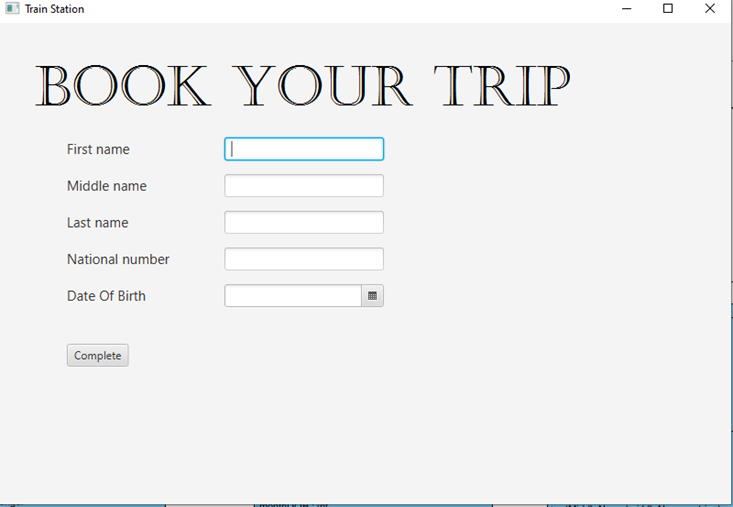 Train Station
BOOK YOUR TRIP
First name
Middle name
Last name
National number
Date Of Birth
Complete